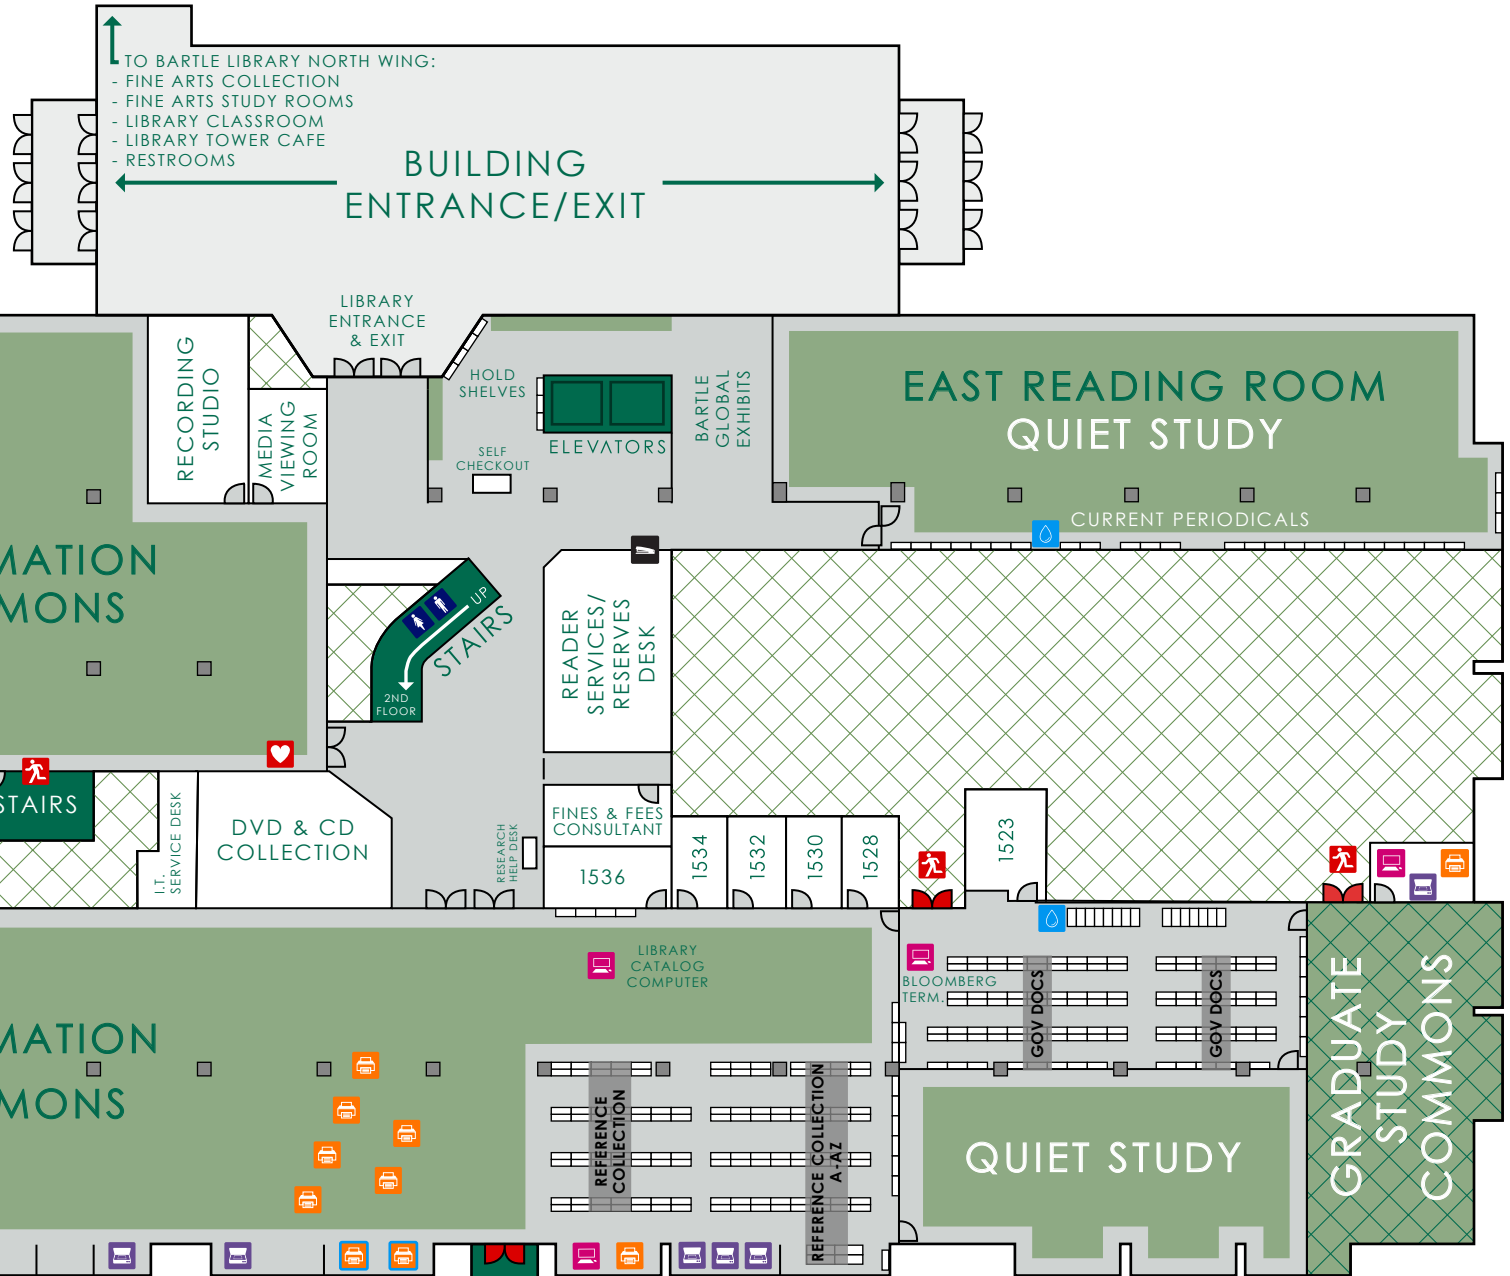 TO BARTLE LIBRARY NORTH WING:
- FINE ARTS COLLECTION
- FINE ARTS STUDY ROOMS
- LIBRARY CLASSROOM
- LIBRARY TOWER CAFE
- RESTROOMS
BUILDING
ENTRANCE/EXIT
LIBRARY
ENTRANCE
& EXIT
RECORDING
STUDIO
MEDIA
VIEWING
ROOM
HOLD
SHELVES
SELF
CHECKOUT
ELEVATORS
BARTLE
GLOBAL
EXHIBITS
EAST READING ROOM
QUIET STUDY
CURRENT PERIODICALS
MATION
MONS
UP
STAIRS
2ND
FLOOR
READER
SERVICES/
RESERVES
DESK
STAIRS
I.T.
SERVICE DESK
DVD & CD
COLLECTION
RESEARCH
HELP DESK
FINES & FEES
CONSULTANT
1536
1534
1532
1530
1528
1523
LIBRARY
CATALOG
COMPUTER
BLOOMBERG
TERM.
GOV DOCS
GOV DOCS
GRADUATE
STUDY
COMMONS
MATION
MONS
REFERENCE
COLLECTION
REFERENCE COLLECTION
A-AZ
QUIET STUDY